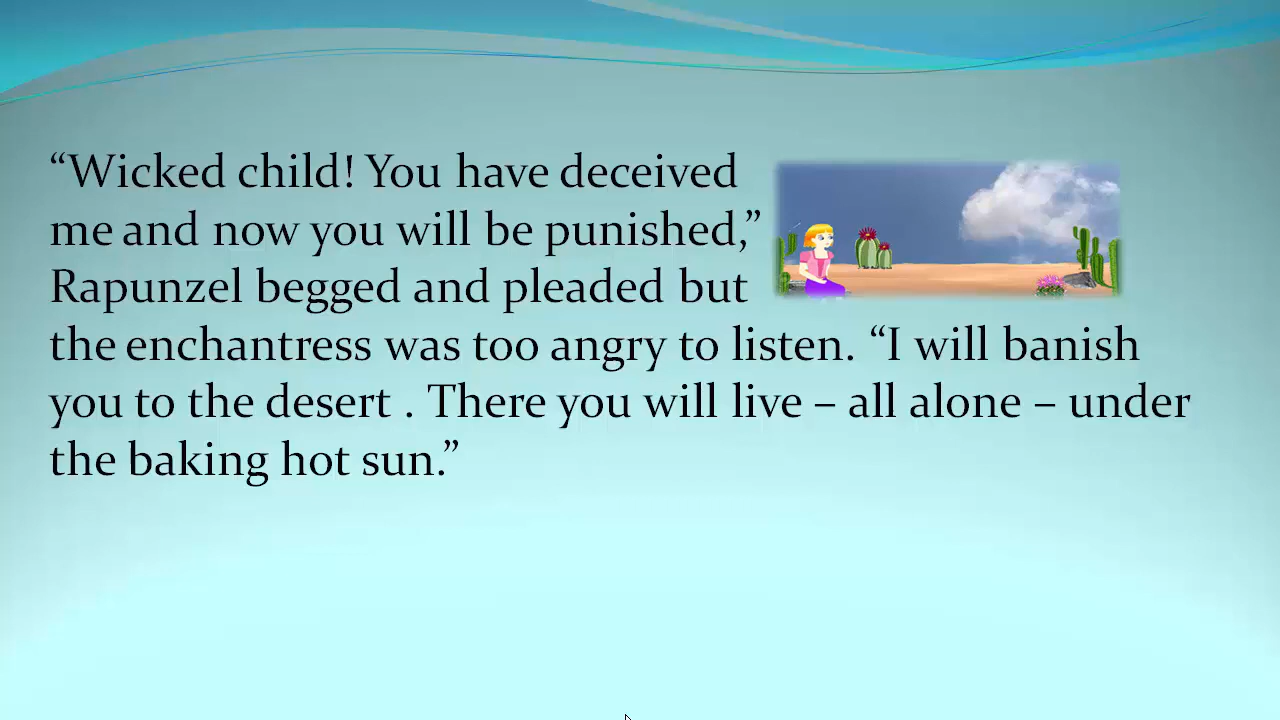 “Wicked child! You have deceived
me and now you will be punished,”
Rapunzel begged and pleaded but
the enchantress was too angry to listen. “I will banish
you to the desert . There you will live – all alone – under
the baking hot sun.”